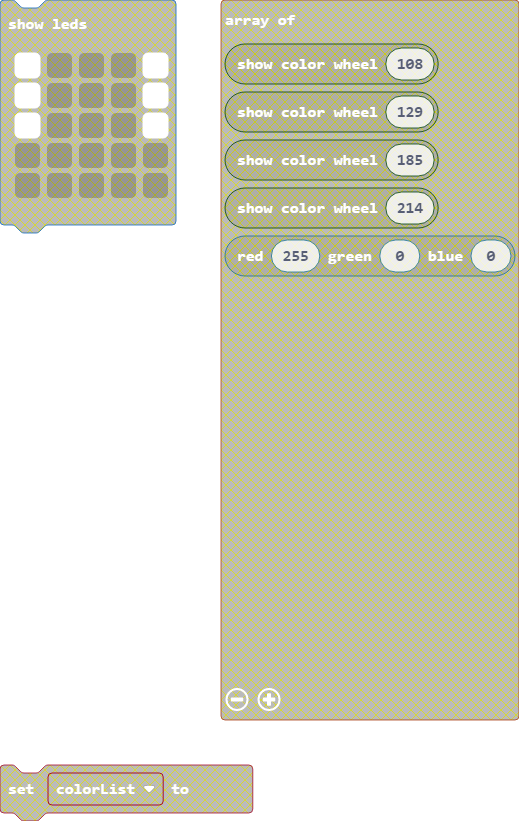 show leds
array of
show color wheel 108
show color wheel 129
show color wheel 185
show color wheel 214
red 255 green 0 blue 0
set colorList to